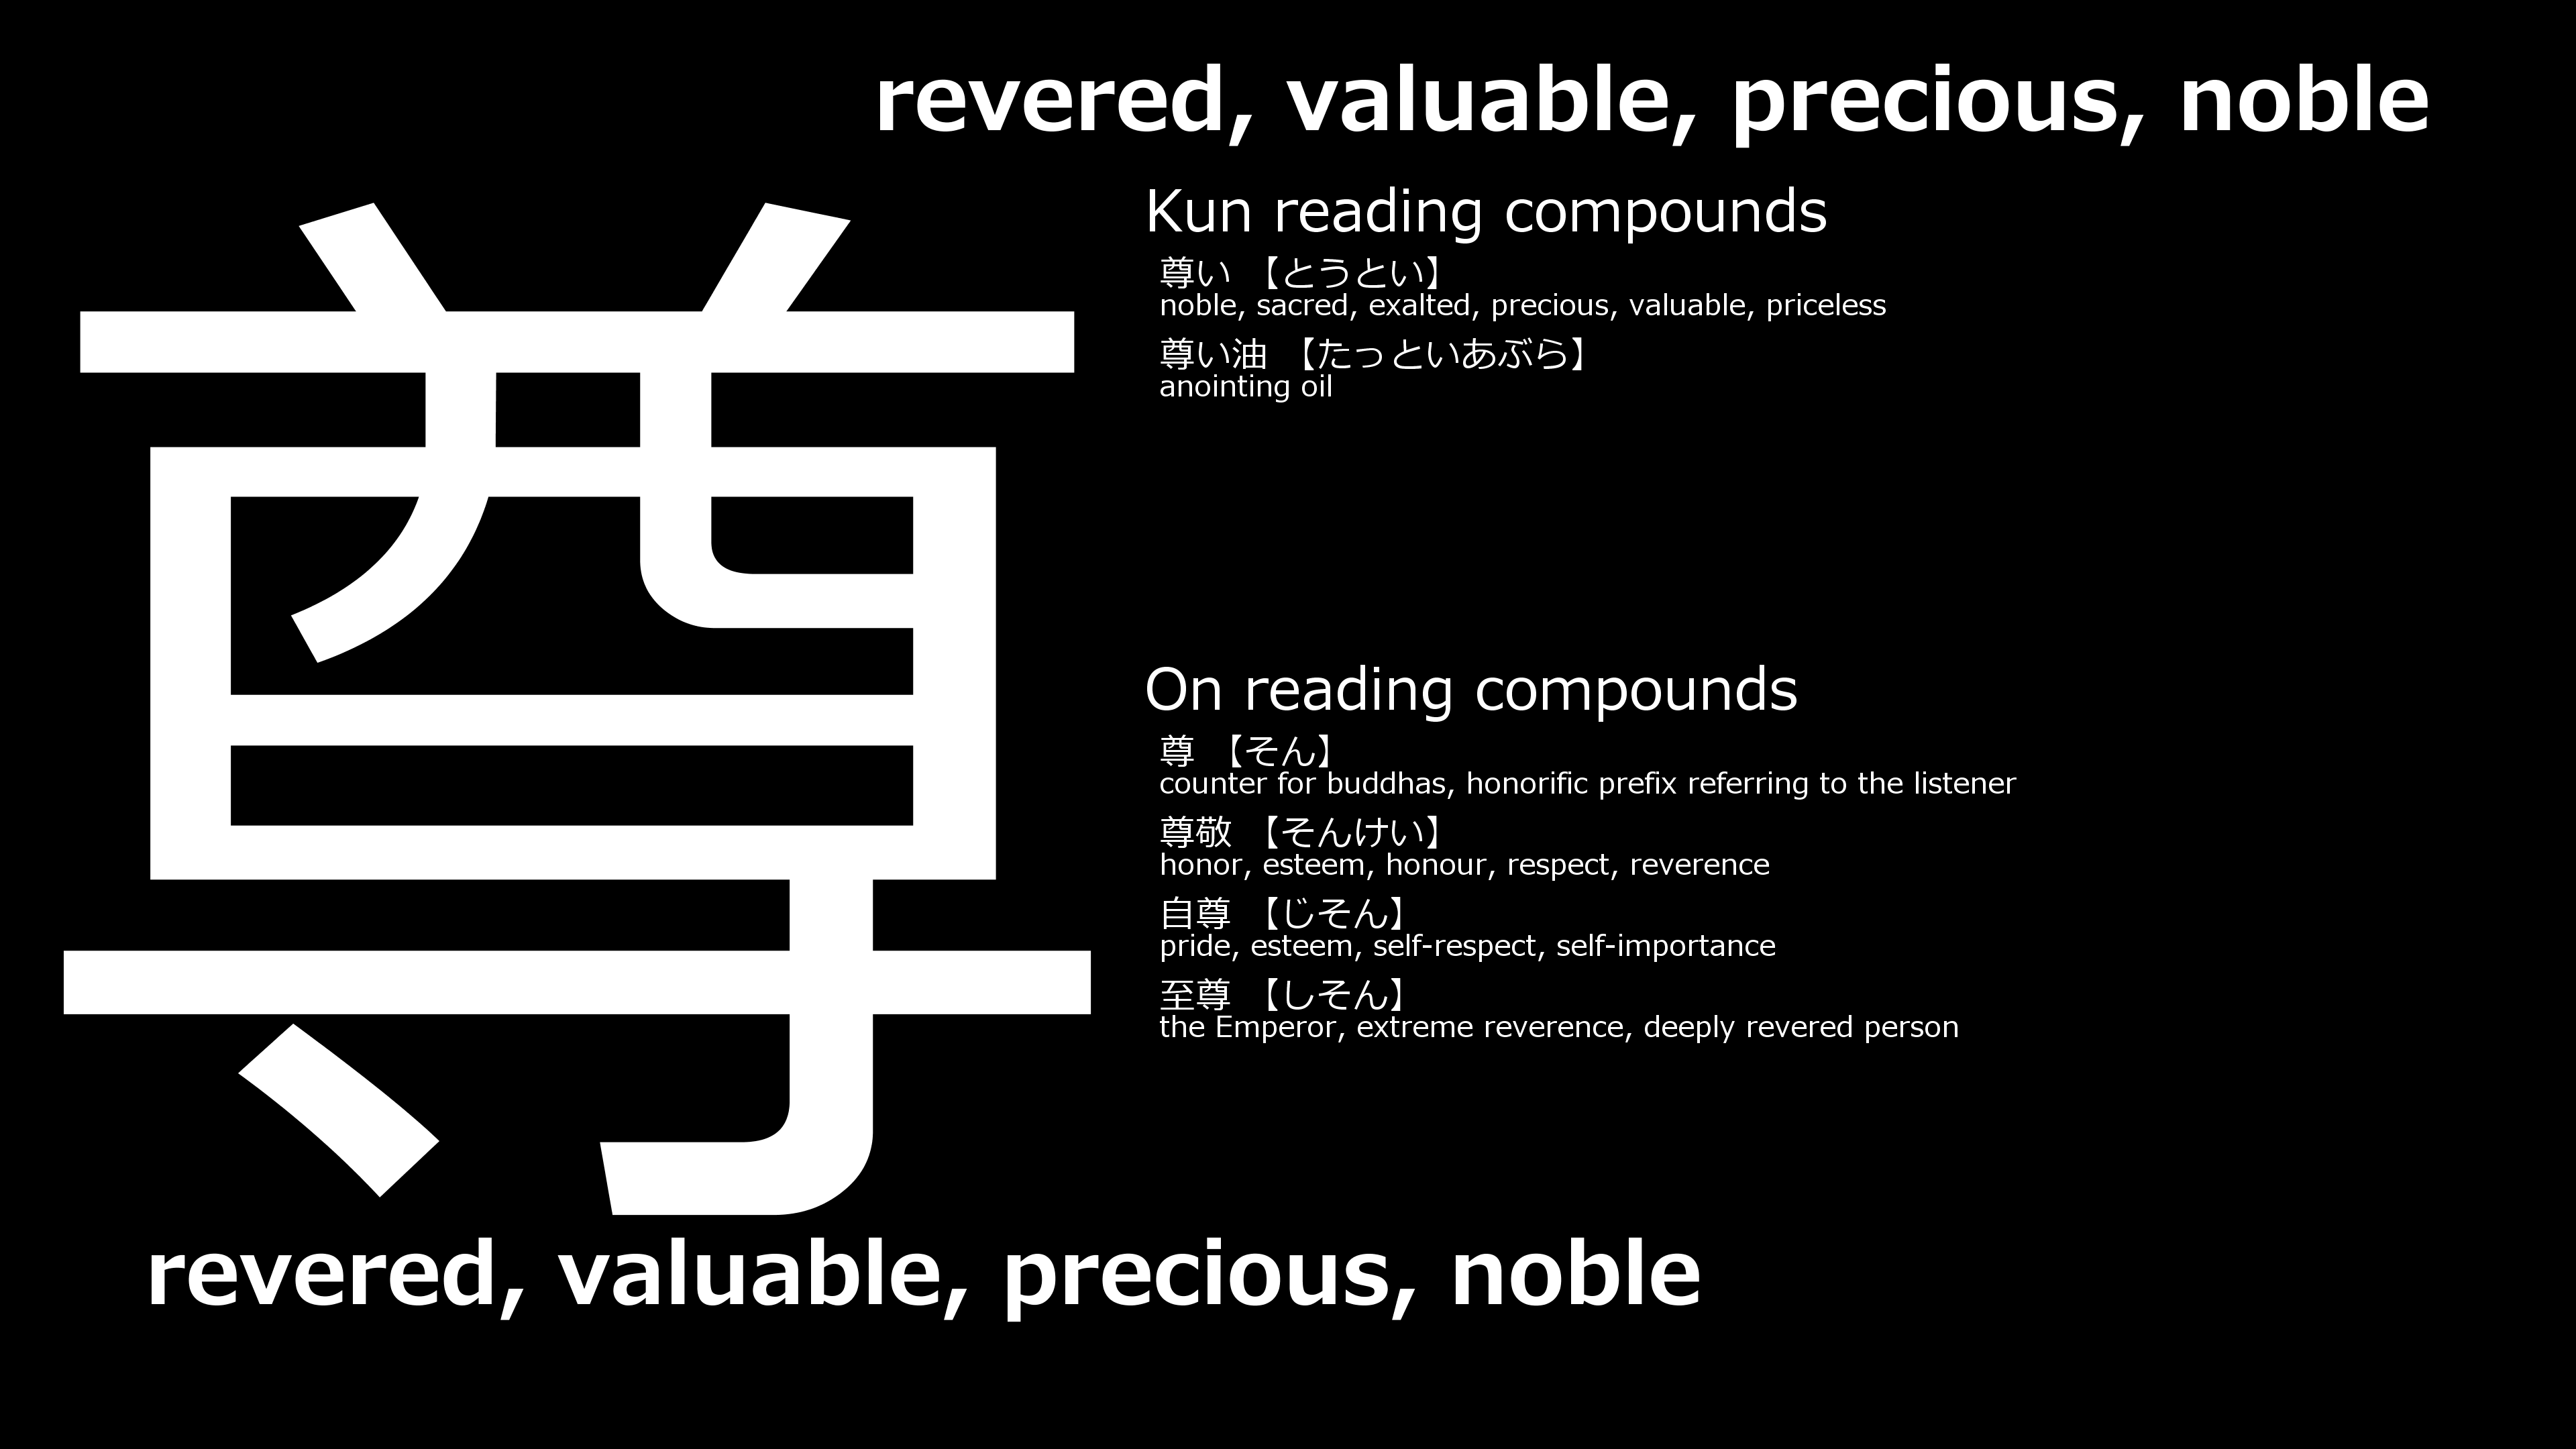 revered, valuable, precious, noble
尊
Kun reading compounds
尊い 【とうとい】
noble, sacred, exalted, precious, valuable, priceless
尊い油 【たっといあぶら】
anointing oil
On reading compounds
尊 【そん】
counter for buddhas, honorific prefix referring to the listener
尊敬 【そんけい】
honor, esteem, honour, respect, reverence
自尊 【じそん】
pride, esteem, self-respect, self-importance
至尊 【しそん】
the Emperor, extreme reverence, deeply revered person
revered, valuable, precious, noble